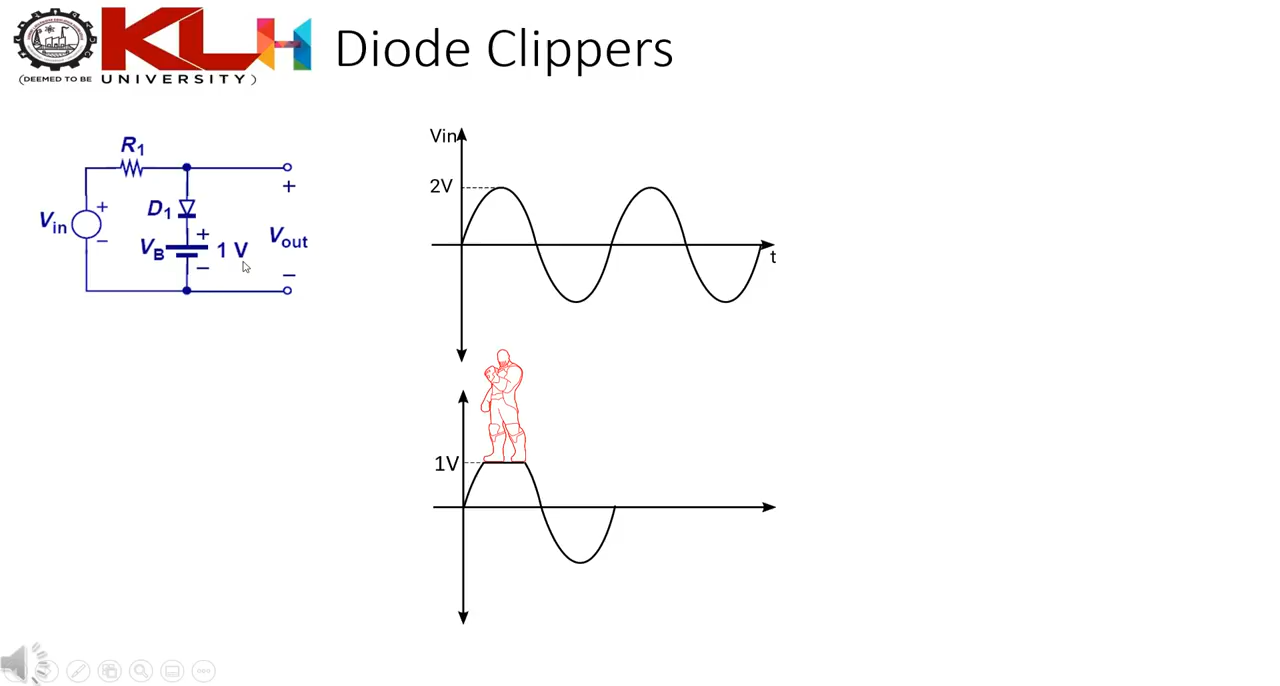 KLH
(DEEMED TO BE UNIVERSITY)
Diode Clippers
R1
Vin
+
−
D1
VB
+
−
1 V
+
Vout
−
Vin
2V
t
1V